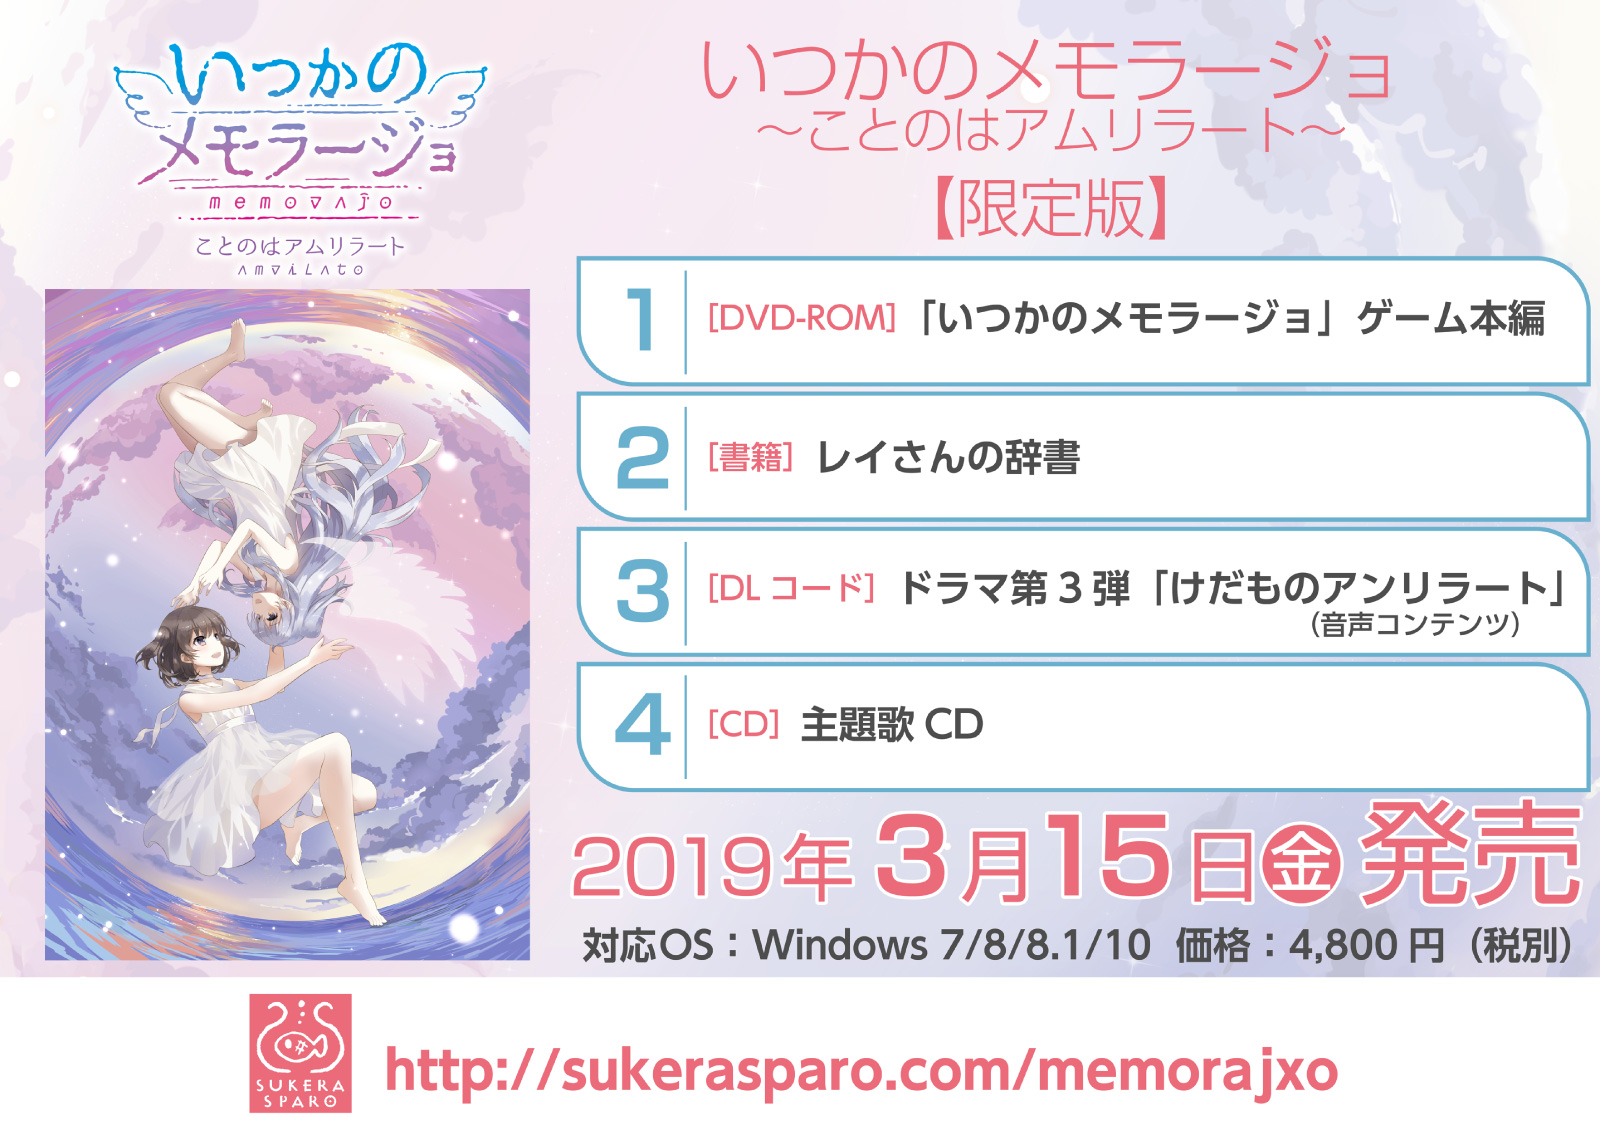 いつかの
メモラージョ
memoraĵo
ことのはアムリラート
amrilato
いつかのメモラージョ
～ことのはアムリラート～
【限定版】
1 [DVD-ROM] 「いつかのメモラージョ」ゲーム本編
2 [書籍] レイさんの辞書
3 [DL コード] ドラマ第3弾「けだものアンリラート」
(音声コンテンツ)
4 [CD] 主題歌 CD
2019年3月15日㊎発売
対応OS：Windows 7/8/8.1/10 価格：4,800円（税別）
SUKERA
SPARO
http://sukerasparo.com/memorajxo